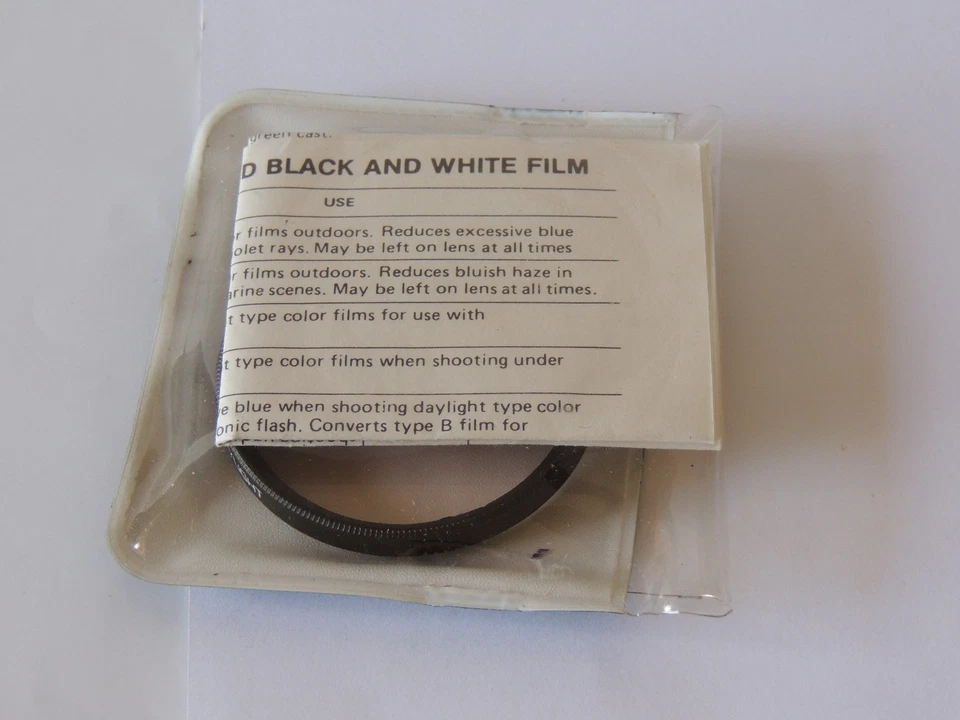 green cast.
D BLACK AND WHITE FILM
USE
r films outdoors. Reduces excessive blue
olet rays. May be left on lens at all times
r films outdoors. Reduces bluish haze in
arine scenes. May be left on lens at all times.
t type color films for use with
t type color films when shooting under
e blue when shooting daylight type color
onic flash. Converts type B film for